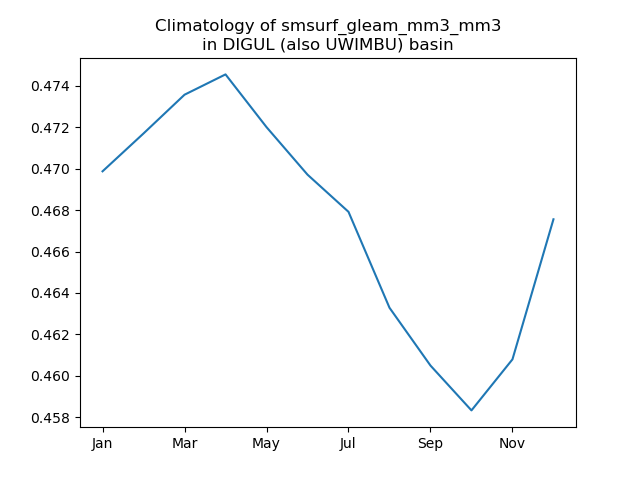 Climatology of smsurf_gleam_mm3_mm3
in DIGUL (also UWIMBU) basin
0.474
0.472
0.470
0.468
0.466
0.464
0.462
0.460
0.458
Jan
Mar
May
Jul
Sep
Nov